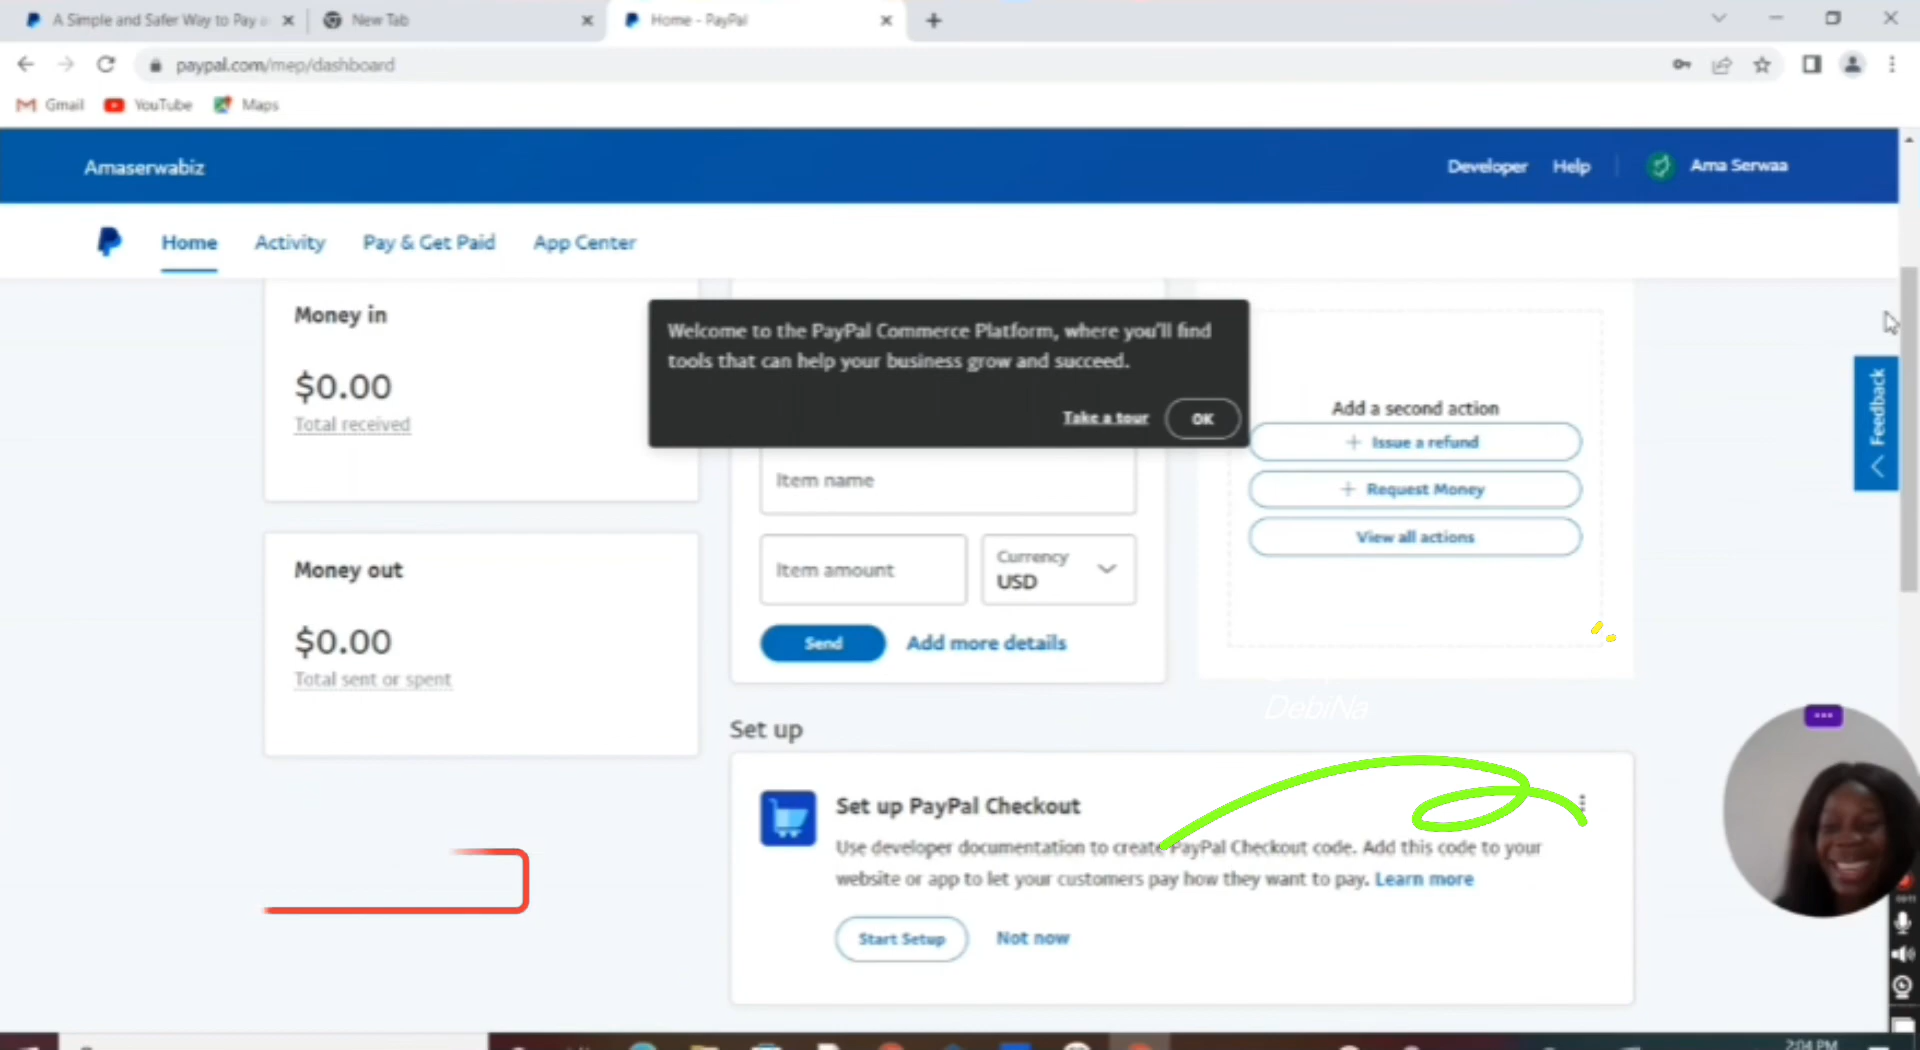 A Simple and Safer Way to Pay a
New Tab
Home - PayPal
paypal.com/mep/dashboard
Gmail
YouTube
Maps
Amaserwabiz
Developer
Help
Ama Serwaa
Home
Activity
Pay & Get Paid
App Center
Money in
$0.00
Total received
Welcome to the PayPal Commerce Platform, where you'll find
tools that can help your business grow and succeed.
Take a tour
OK
Item name
Item amount
Currency
USD
Send
Add more details
Add a second action
+ Issue a refund
+ Request Money
View all actions
Feedback
Money out
$0.00
Total sent or spent
DebiNa
Set up
Set up PayPal Checkout
Use developer documentation to create PayPal Checkout code. Add this code to your
website or app to let your customers pay how they want to pay. Learn more
Start Setup
Not now
2:04 PM